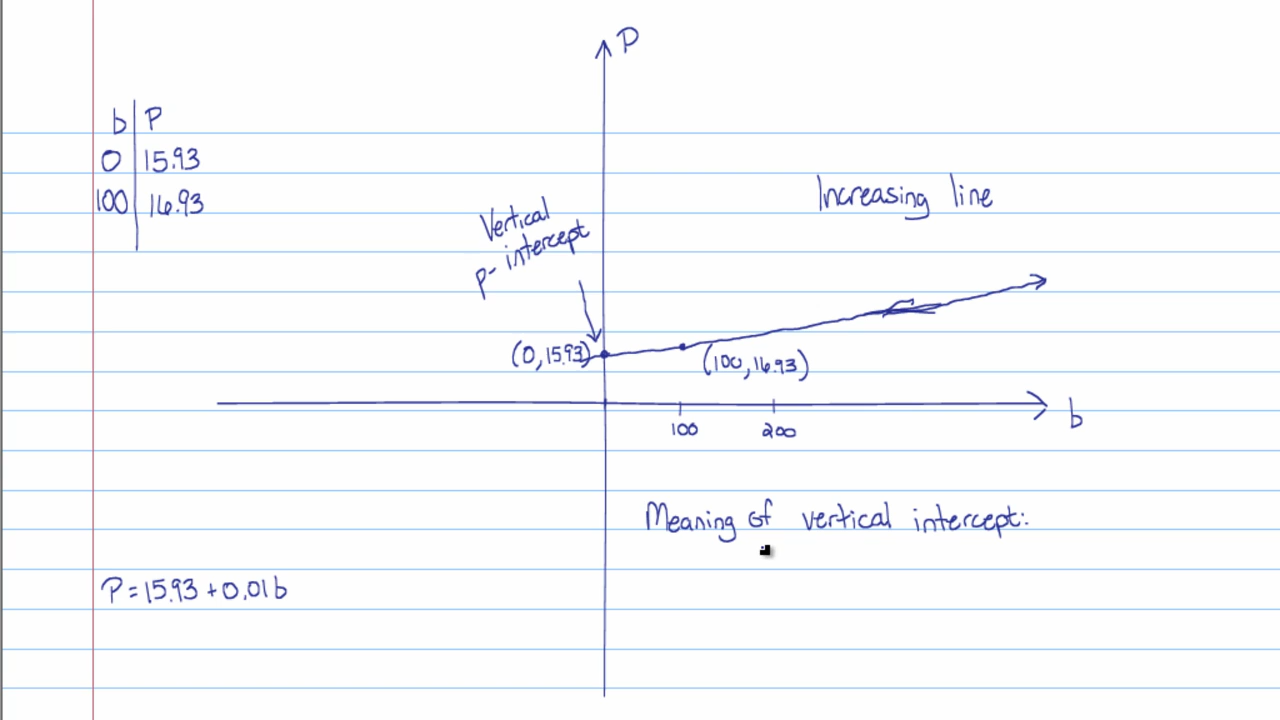 P
b | P
0 | 15.93
100 | 16.93
Increasing line
Vertical
p- intercept
(0, 15.93)
(100, 16.93)
100
200
b
Meaning of vertical intercept:
P = 15.93 + 0.01b